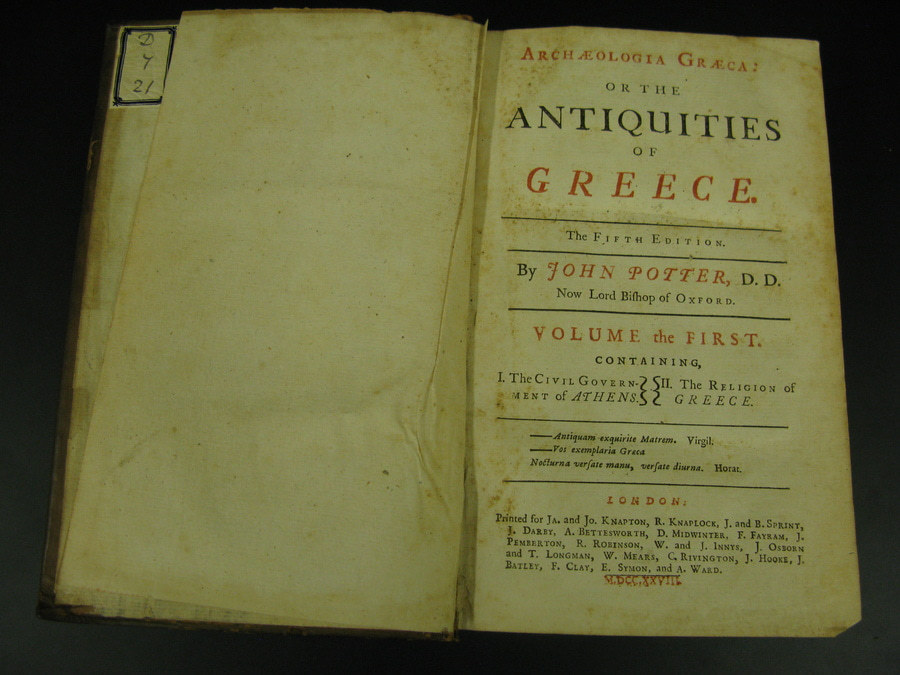 D
7
21
ARCHÆOLOGIA GRÆCA:
OR THE
ANTIQUITIES
OF
GREECE.
The FIFTH EDITION.
By JOHN POTTER, D. D.
Now Lord Biſhop of OXFORD.
VOLUME the FIRST.
CONTAINING,
I. The CIVIL GOVERN- II. The RELIGION of
MENT of ATHENS. GREECE.
——Antiquam exquirite Matrem. Virgil.
——Vos exemplaria Græca
Nocturna verſate manu, verſate diurna. Horat.
LONDON:
Printed for JA. and JO. KNAPTON, R. KNAPLOCK, J. and B. SPRINT,
J. DARBY, A. BETTESWORTH, D. MIDWINTER, F. FAYRAM, J.
PEMBERTON, R. ROBINSON, W. and J. INNYS, J. OSBORN
and T. LONGMAN, W. MEARS, C. RIVINGTON, J. HOOKE, J.
BATLEY, F. CLAY, E. SYMON, and A. WARD.
M.DCC.XXVIII.